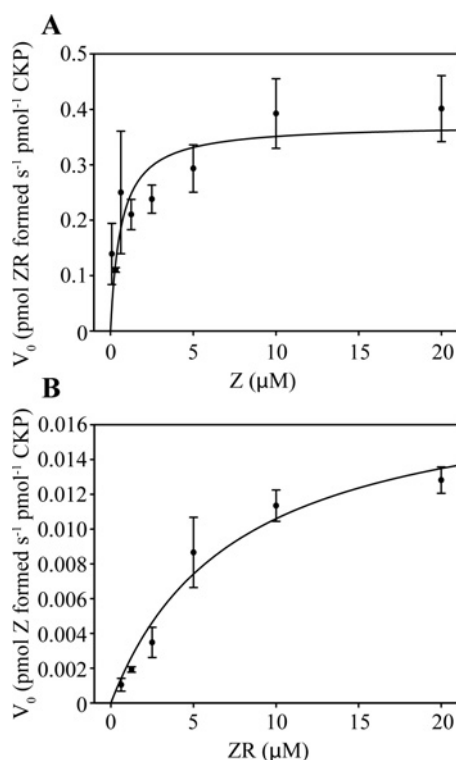 A
V₀ (pmol ZR formed s⁻¹ pmol⁻¹ CKP)
0.5
0.4
0.3
0.2
0.1
0
0 5 10 15 20
Z (µM)
B
V₀ (pmol Z formed s⁻¹ pmol⁻¹ CKP)
0.016
0.014
0.012
0.010
0.008
0.006
0.004
0.002
0
0 5 10 15 20
ZR (µM)